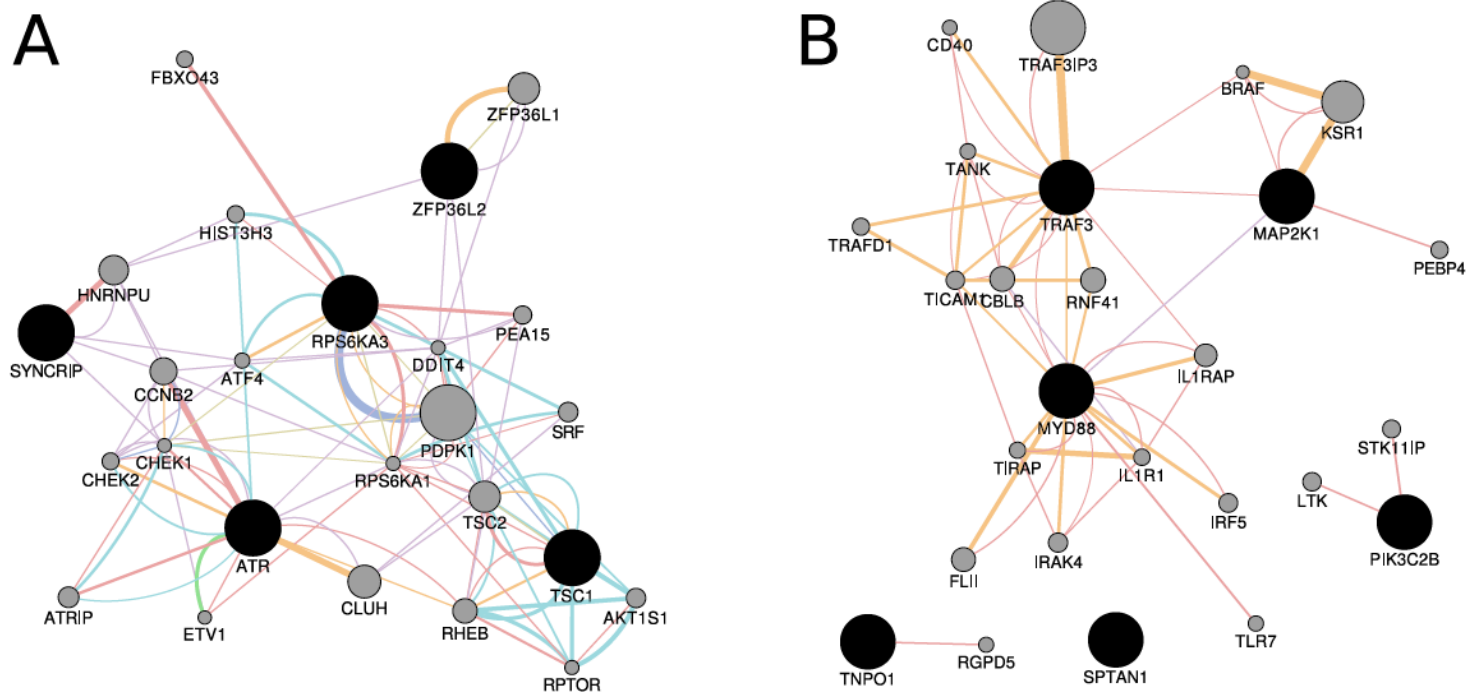 A
FBXO43
ZFP36L1
ZFP36L2
HIST3H3
HNRNPU
SYNCRIP
RPS6KA3
PEA15
DDIT4
ATF4
CCNB2
SRF
PDPK1
CHEK1
CHEK2
RPS6KA1
TSC2
ATR
TSC1
CLUH
ATRIP
ETV1
RHEB
AKT1S1
RPTOR
B
CD40
TRAF3IP3
BRAF
KSR1
TANK
TRAF3
TRAFD1
MAP2K1
PEBP4
TICAM1
CBLB
RNF41
IL1RAP
MYD88
TIRAP
IL1R1
STK11IP
LTK
IRF5
PIK3C2B
FLII
IRAK4
TLR7
TNPO1
RGPD5
SPTAN1